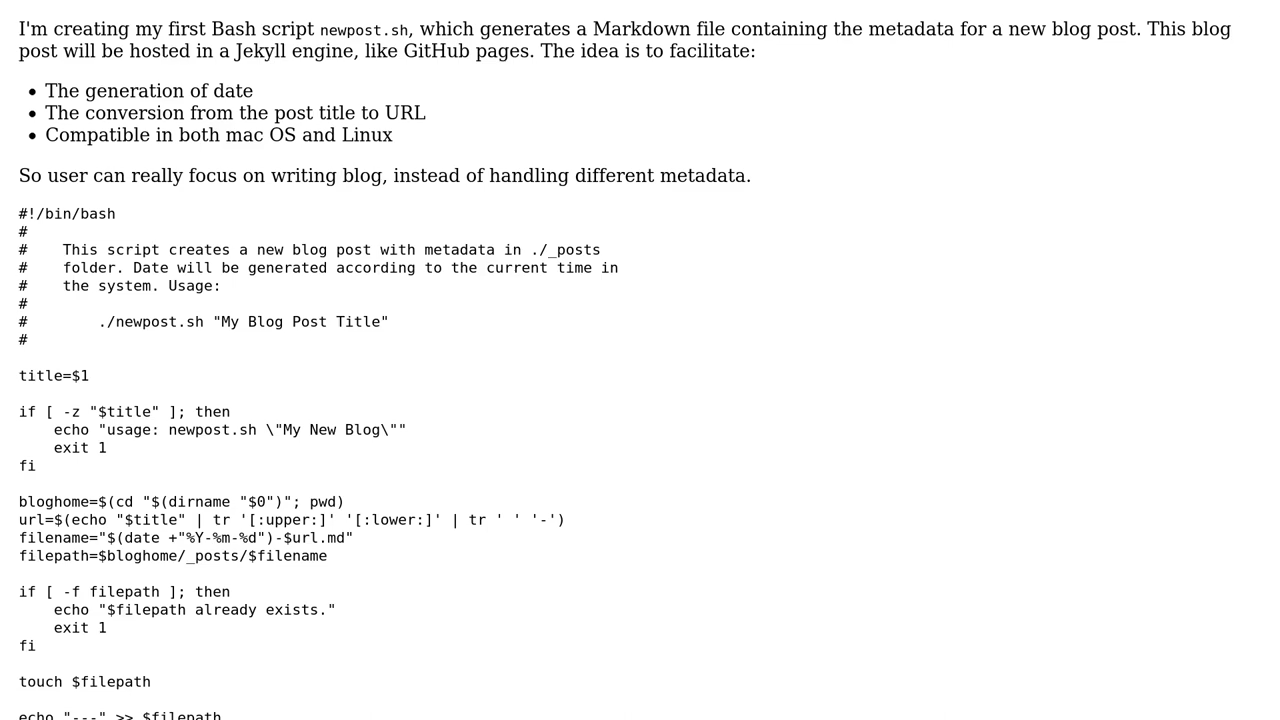 I'm creating my first Bash script newpost.sh, which generates a Markdown file containing the metadata for a new blog post. This blog
post will be hosted in a Jekyll engine, like GitHub pages. The idea is to facilitate:
• The generation of date
• The conversion from the post title to URL
• Compatible in both mac OS and Linux
So user can really focus on writing blog, instead of handling different metadata.
#!/bin/bash
#
#    This script creates a new blog post with metadata in ./_posts
#    folder. Date will be generated according to the current time in
#    the system. Usage:
#
#        ./newpost.sh "My Blog Post Title"
#
title=$1
if [ -z "$title" ]; then
    echo "usage: newpost.sh \"My New Blog\""
    exit 1
fi
bloghome=$(cd "$(dirname "$0")"; pwd)
url=$(echo "$title" | tr '[:upper:]' '[:lower:]' | tr ' ' '-')
filename="$(date +"%Y-%m-%d")-$url.md"
filepath=$bloghome/_posts/$filename
if [ -f filepath ]; then
    echo "$filepath already exists."
    exit 1
fi
touch $filepath
echo "---" >> $filepath